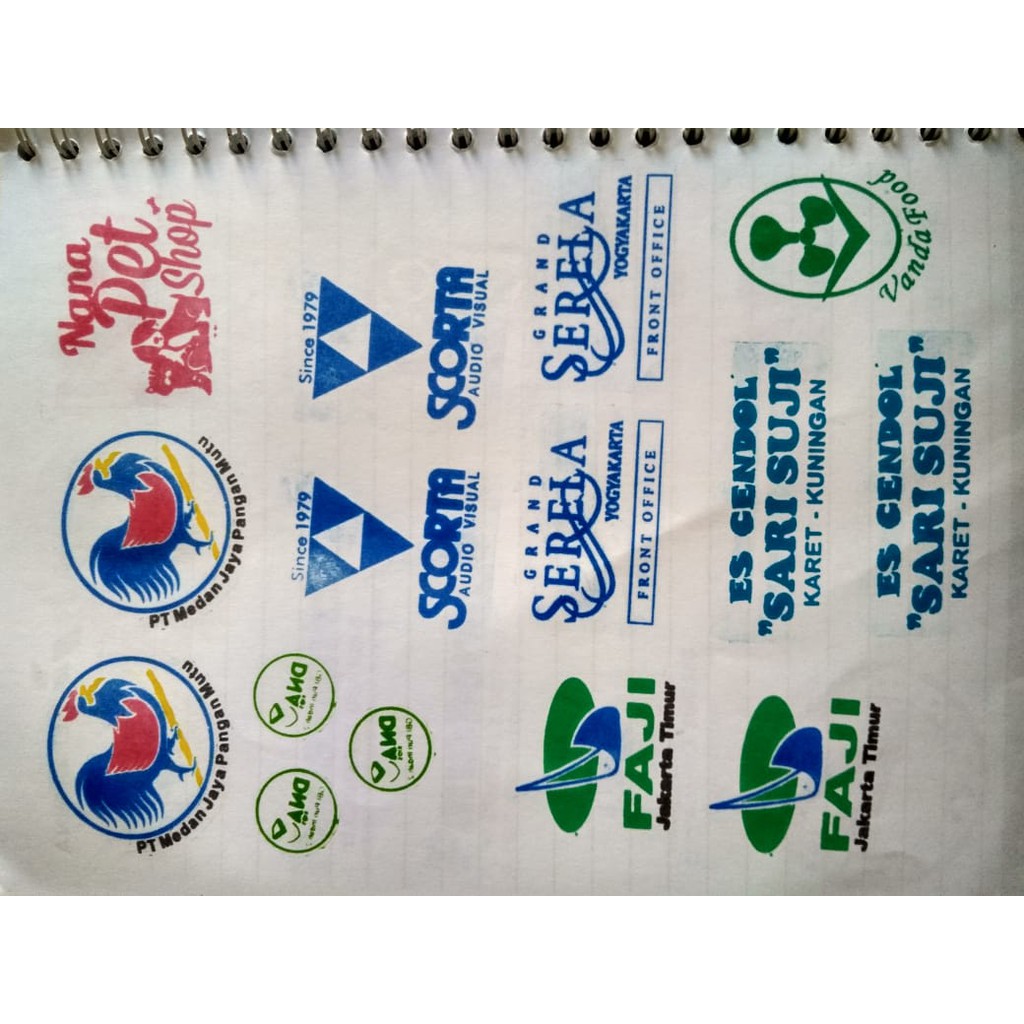 Nana
Pet
Shop
PT Medan Jaya Pangan Mutu
PT Medan Jaya Pangan Mutu
Since 1979
SCORTA
AUDIO VISUAL
Since 1979
SCORTA
AUDIO VISUAL
GRAND
SERELA
YOGYAKARTA
FRONT OFFICE
GRAND
SERELA
YOGYAKARTA
FRONT OFFICE
Vanda Food
ES CENDOL
"SARI SUJI"
KARET - KUNINGAN
ES CENDOL
"SARI SUJI"
KARET - KUNINGAN
FAJI
Jakarta Timur
FAJI
Jakarta Timur